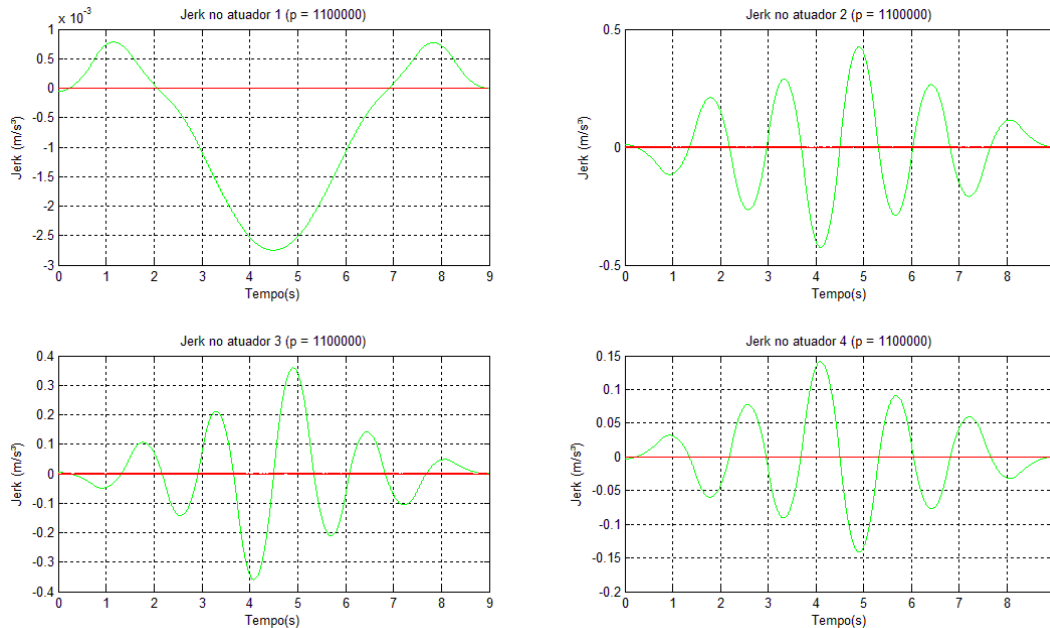 Jerk no atuador 1 (p = 1100000)
x 10⁻³
1
0.5
0
-0.5
-1
-1.5
-2
-2.5
-3
Jerk (m/s³)
0 1 2 3 4 5 6 7 8 9
Tempo(s)
Jerk no atuador 2 (p = 1100000)
0.5
0
-0.5
Jerk (m/s³)
0 1 2 3 4 5 6 7 8
Tempo(s)
Jerk no atuador 3 (p = 1100000)
0.4
0.3
0.2
0.1
0
-0.1
-0.2
-0.3
-0.4
Jerk (m/s³)
0 1 2 3 4 5 6 7 8 9
Tempo(s)
Jerk no atuador 4 (p = 1100000)
0.15
0.1
0.05
0
-0.05
-0.1
-0.15
-0.2
Jerk (m/s³)
0 1 2 3 4 5 6 7 8
Tempo(s)